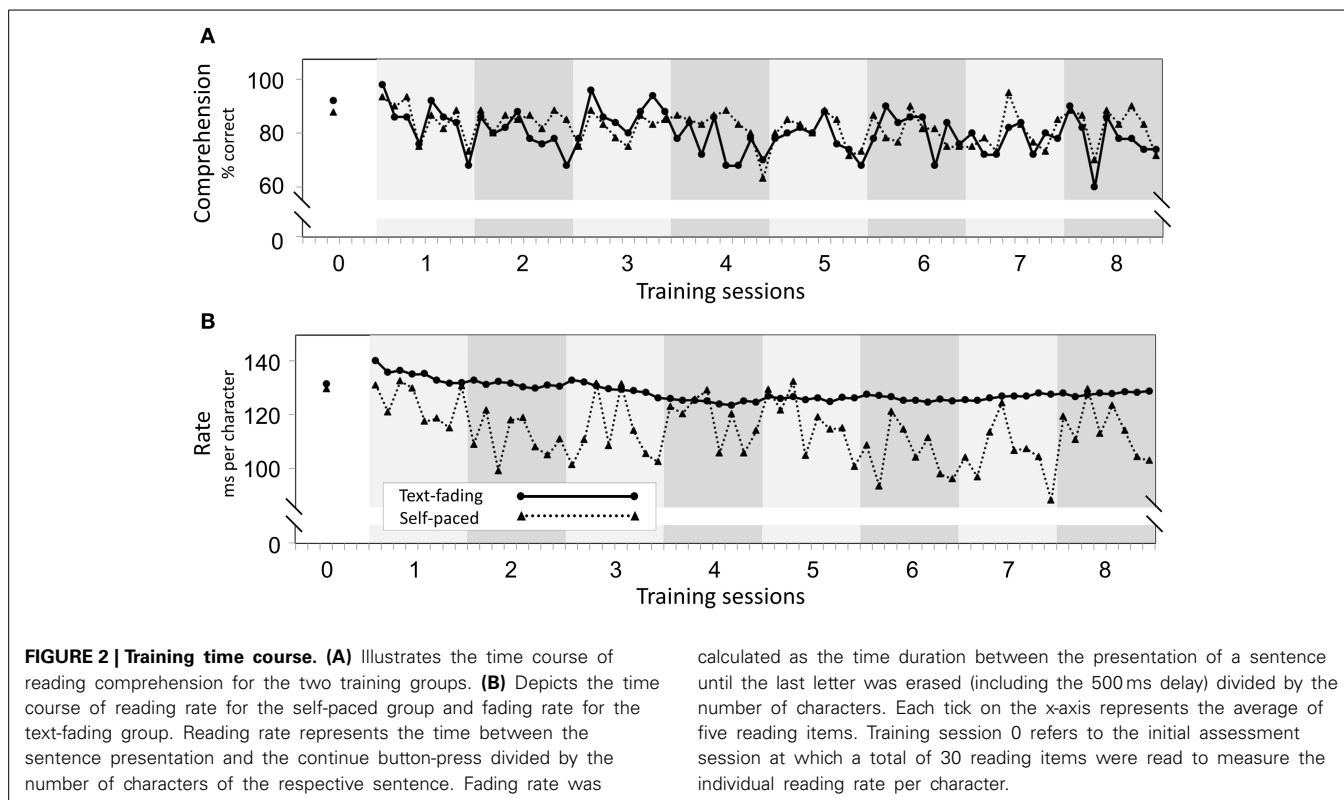 A
Comprehension
% correct
100
80
60
0
0 1 2 3 4 5 6 7 8
Training sessions
B
Rate
ms per character
140
120
100
0
Text-fading
Self-paced
0 1 2 3 4 5 6 7 8
Training sessions
FIGURE 2 | Training time course. (A) Illustrates the time course of
reading comprehension for the two training groups. (B) Depicts the time
course of reading rate for the self-paced group and fading rate for the
text-fading group. Reading rate represents the time between the
sentence presentation and the continue button-press divided by the
number of characters of the respective sentence. Fading rate was
calculated as the time duration between the presentation of a sentence
until the last letter was erased (including the 500 ms delay) divided by the
number of characters. Each tick on the x-axis represents the average of
five reading items. Training session 0 refers to the initial assessment
session at which a total of 30 reading items were read to measure the
individual reading rate per character.